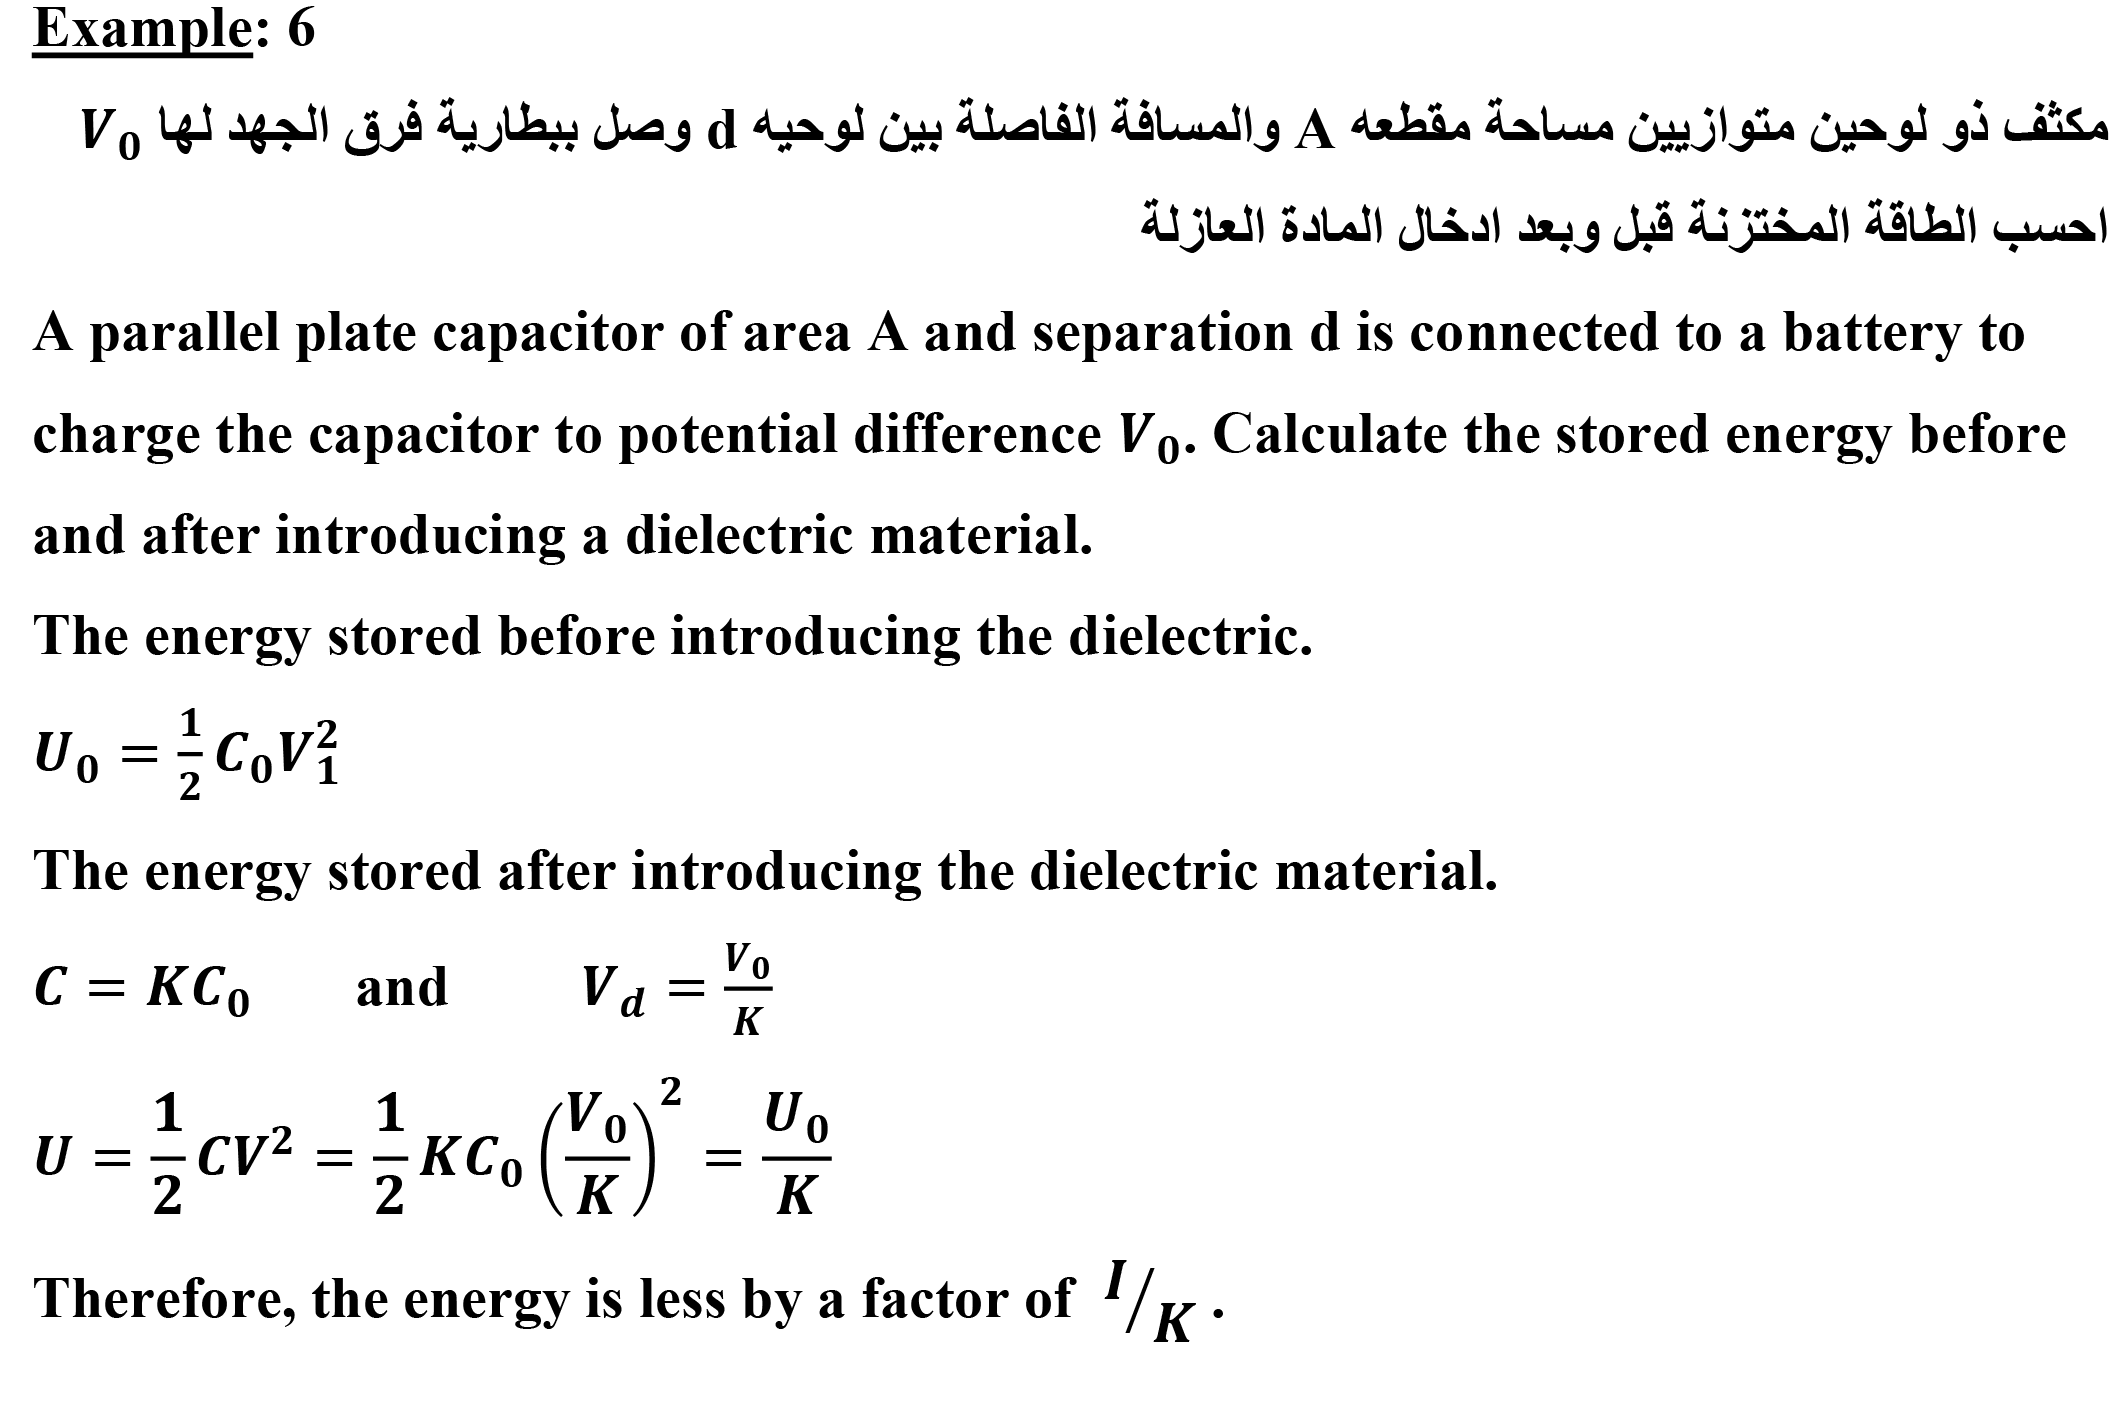 Example: 6
مكثف ذو لوحين متوازيين مساحة مقطعه A والمسافة الفاصلة بين لوحيه d وصل ببطارية فرق الجهد لها V₀
احسب الطاقة المختزنة قبل وبعد ادخال المادة العازلة
A parallel plate capacitor of area A and separation d is connected to a battery to
charge the capacitor to potential difference V₀. Calculate the stored energy before
and after introducing a dielectric material.
The energy stored before introducing the dielectric.
U₀ = 1/2 C₀V₁²
The energy stored after introducing the dielectric material.
C = KC₀ and V_d = V₀/K
U = 1/2 CV² = 1/2 KC₀ (V₀/K)² = U₀/K
Therefore, the energy is less by a factor of I/K .